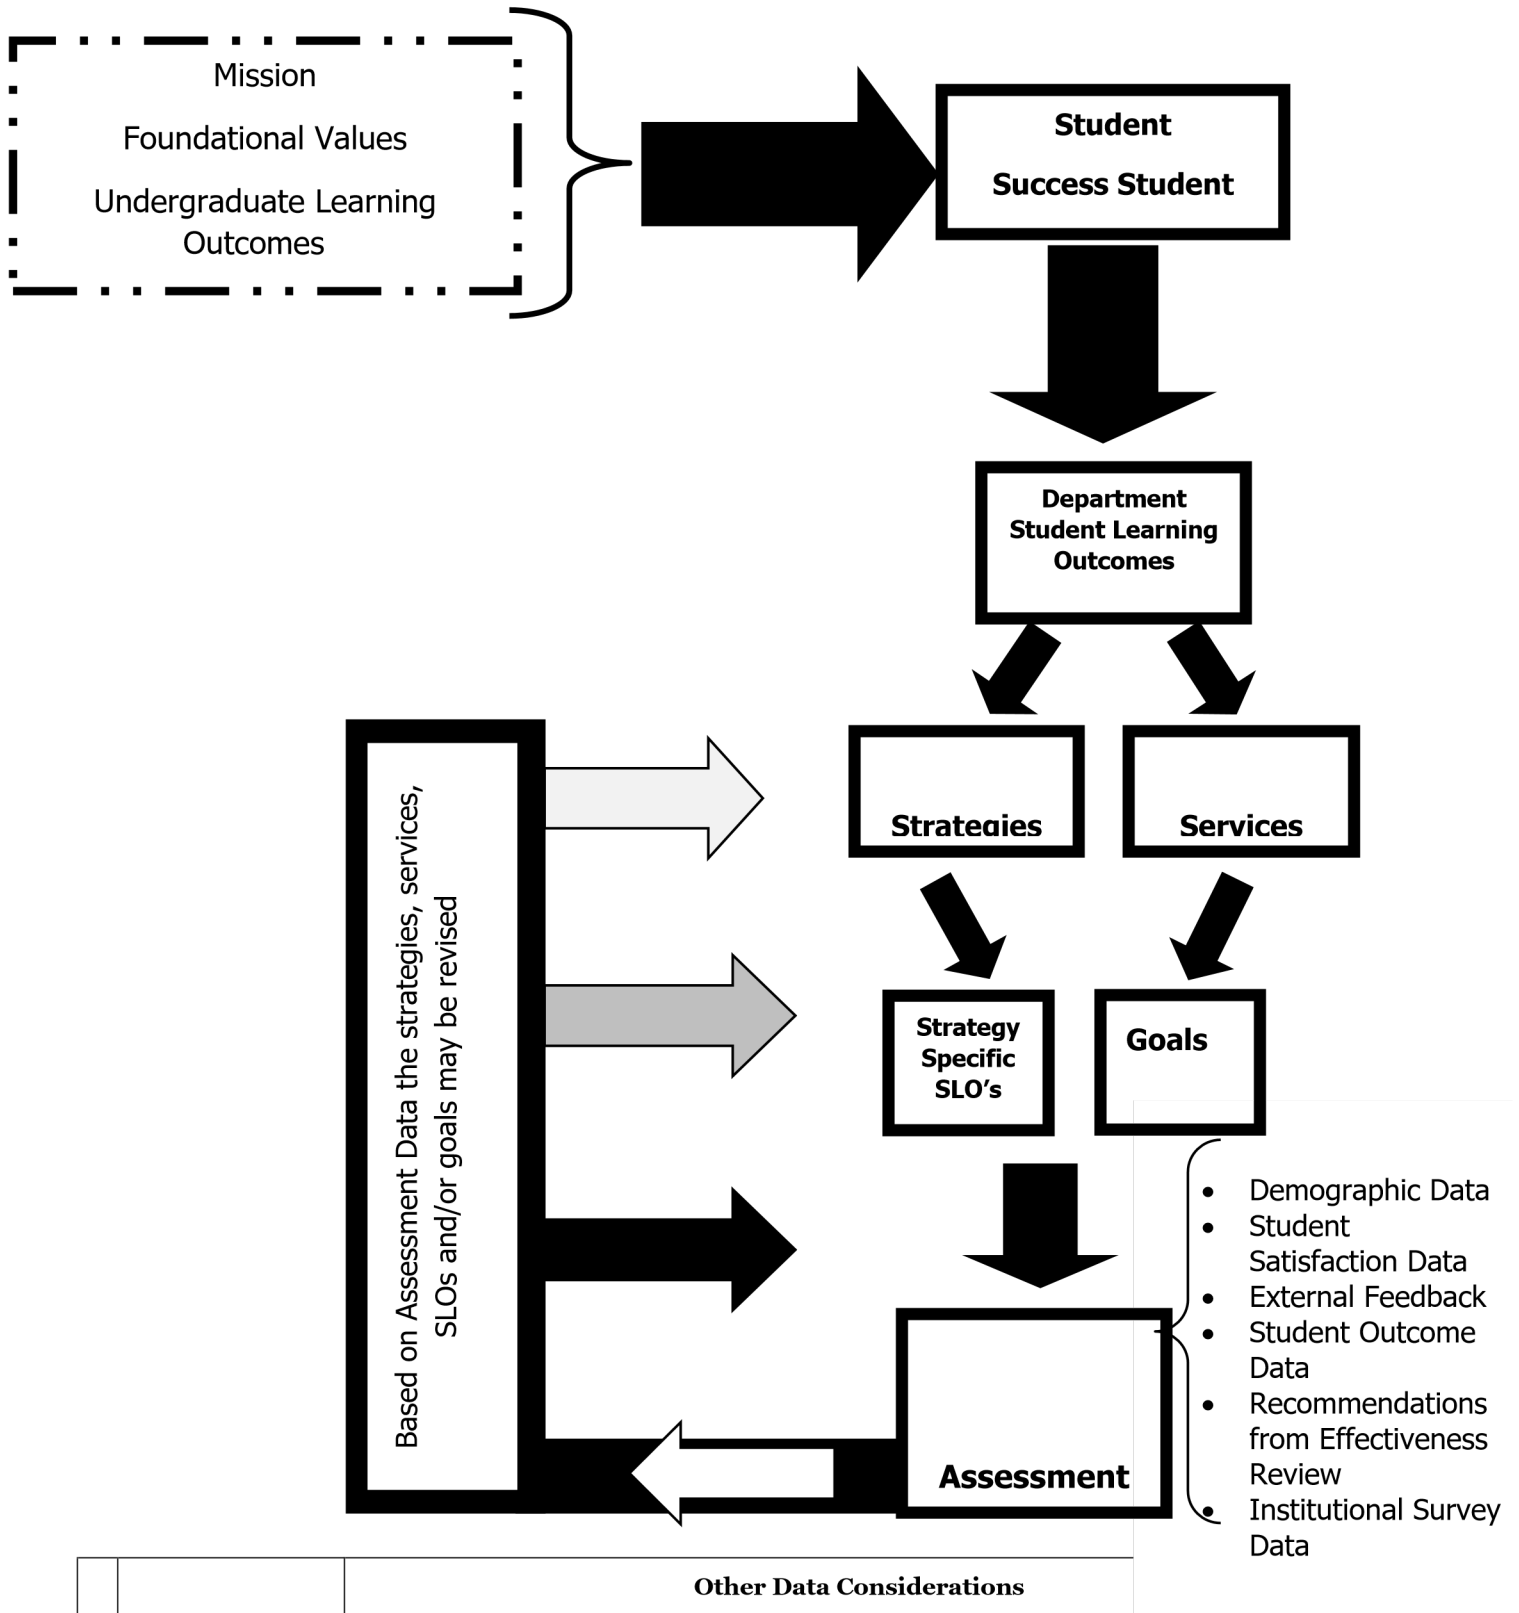 Mission
Foundational Values
Undergraduate Learning
Outcomes
Student
Success Student
Department
Student Learning
Outcomes
Strategies
Services
Based on Assessment Data the strategies, services,
SLOs and/or goals may be revised
Strategy
Specific
SLO’s
Goals
• Demographic Data
• Student
Satisfaction Data
• External Feedback
• Student Outcome
Data
• Recommendations
from Effectiveness
Review
• Institutional Survey
Data
Assessment
Other Data Considerations